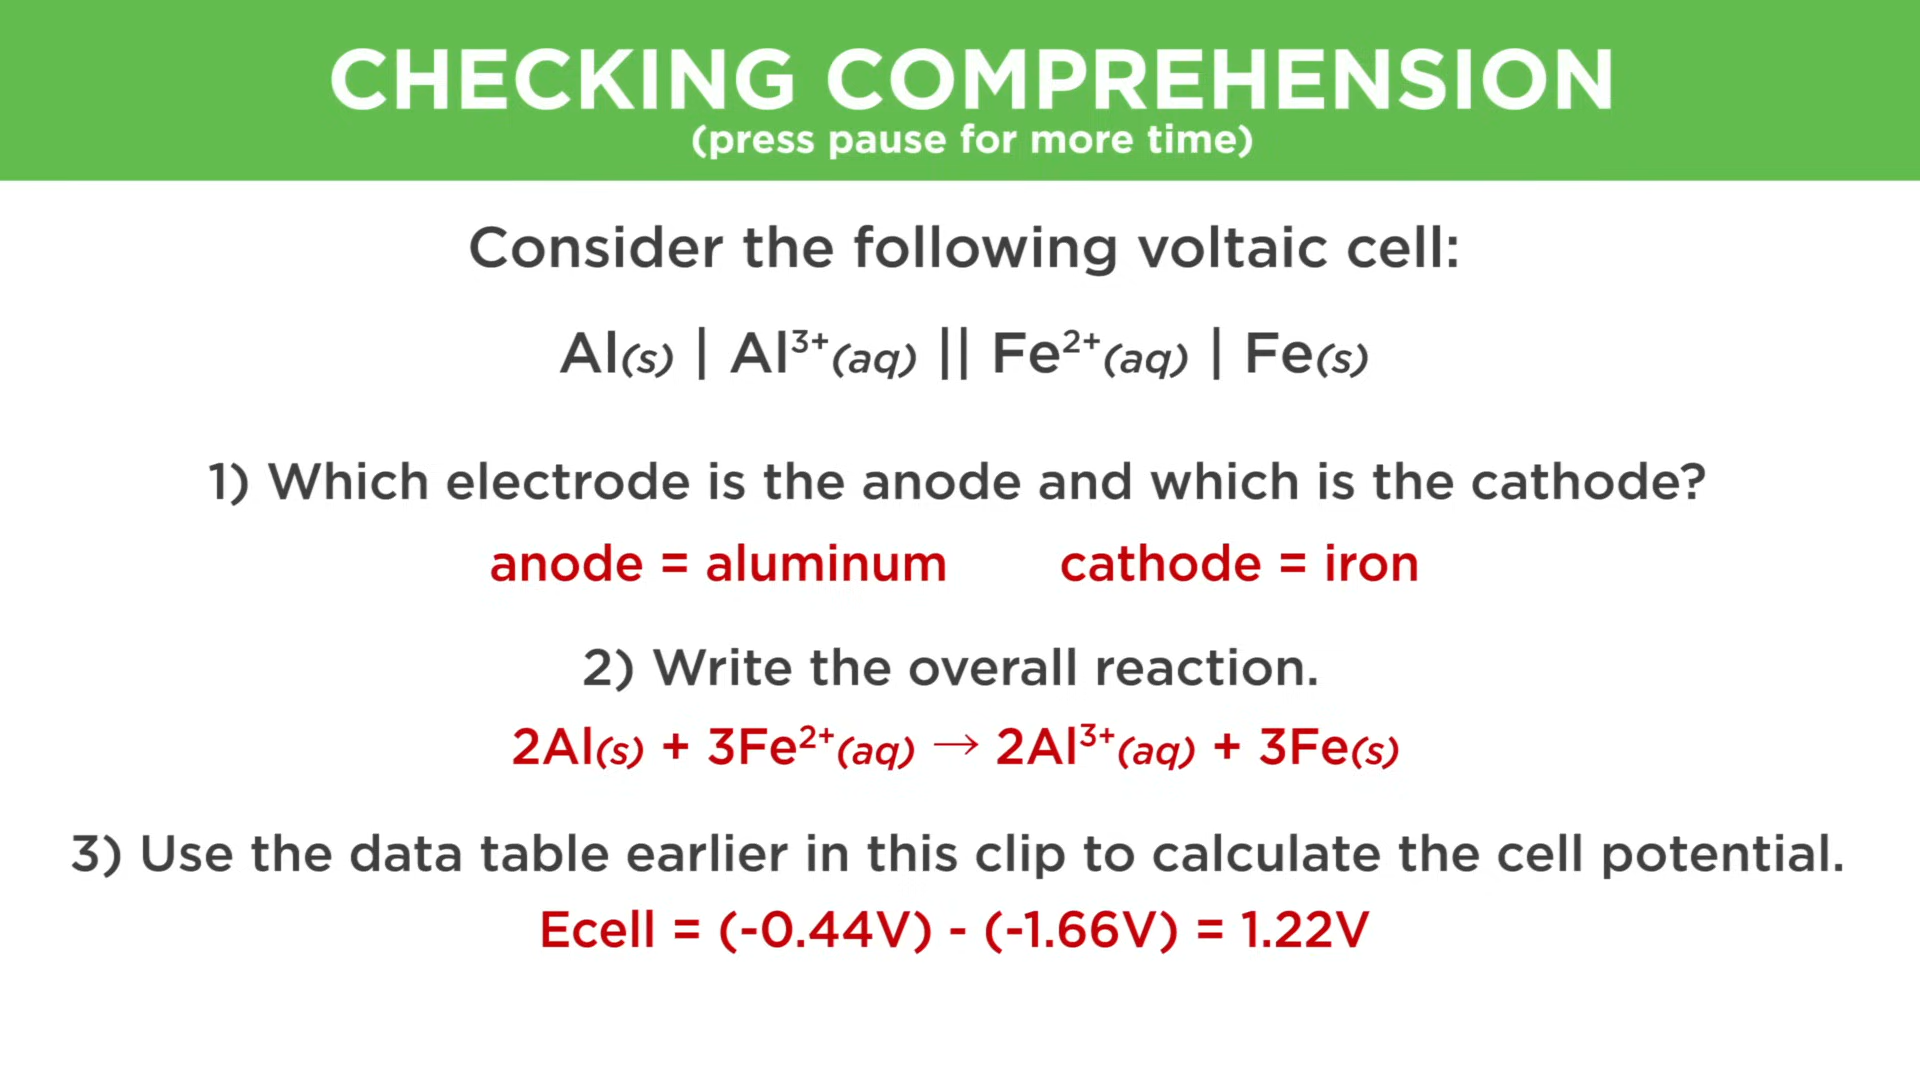 CHECKING COMPREHENSION
(press pause for more time)
Consider the following voltaic cell:
Al(s) | Al³⁺(aq) || Fe²⁺(aq) | Fe(s)
1) Which electrode is the anode and which is the cathode?
anode = aluminum cathode = iron
2) Write the overall reaction.
2Al(s) + 3Fe²⁺(aq) → 2Al³⁺(aq) + 3Fe(s)
3) Use the data table earlier in this clip to calculate the cell potential.
Ecell = (-0.44V) - (-1.66V) = 1.22V